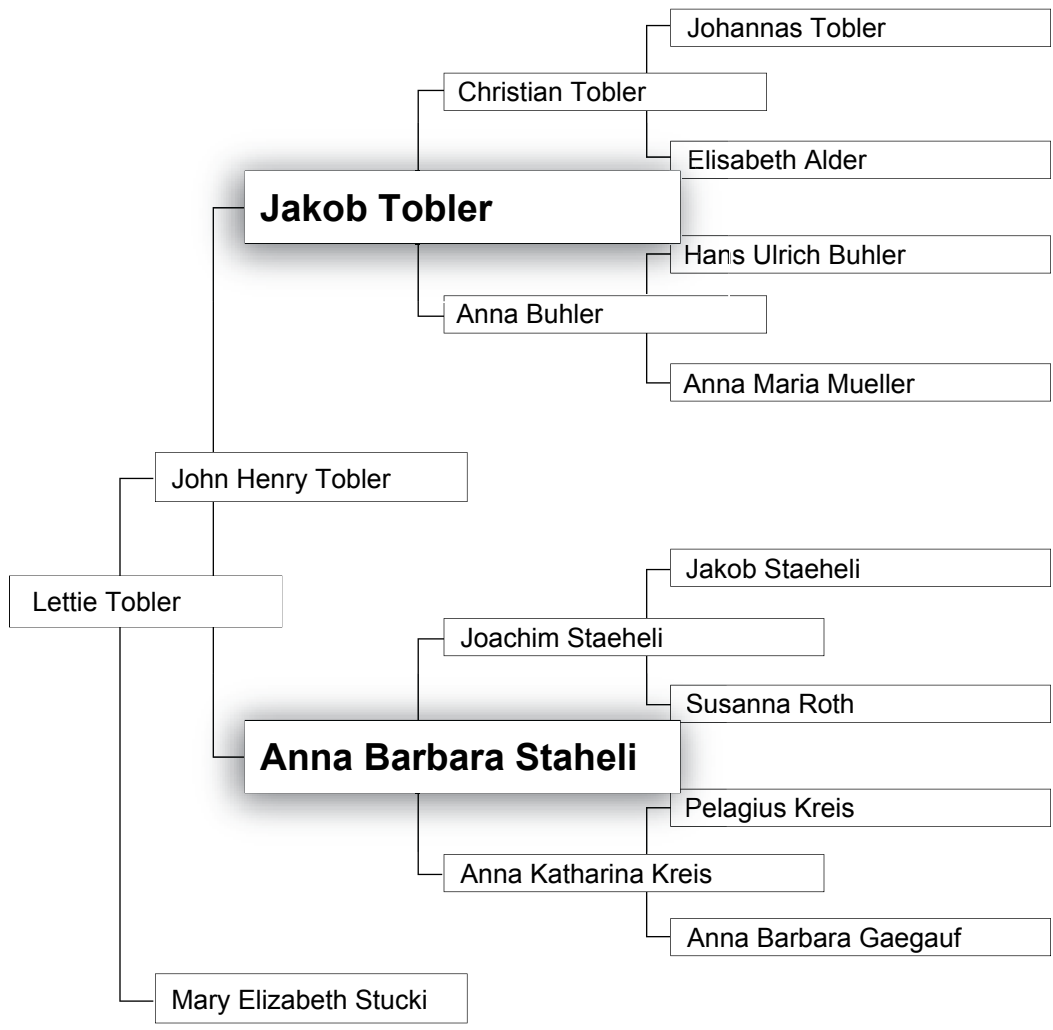 Johannas Tobler
Christian Tobler
Elisabeth Alder
Jakob Tobler
Hans Ulrich Buhler
Anna Buhler
Anna Maria Mueller
John Henry Tobler
Jakob Staeheli
Lettie Tobler
Joachim Staeheli
Susanna Roth
Anna Barbara Staheli
Pelagius Kreis
Anna Katharina Kreis
Anna Barbara Gaegauf
Mary Elizabeth Stucki